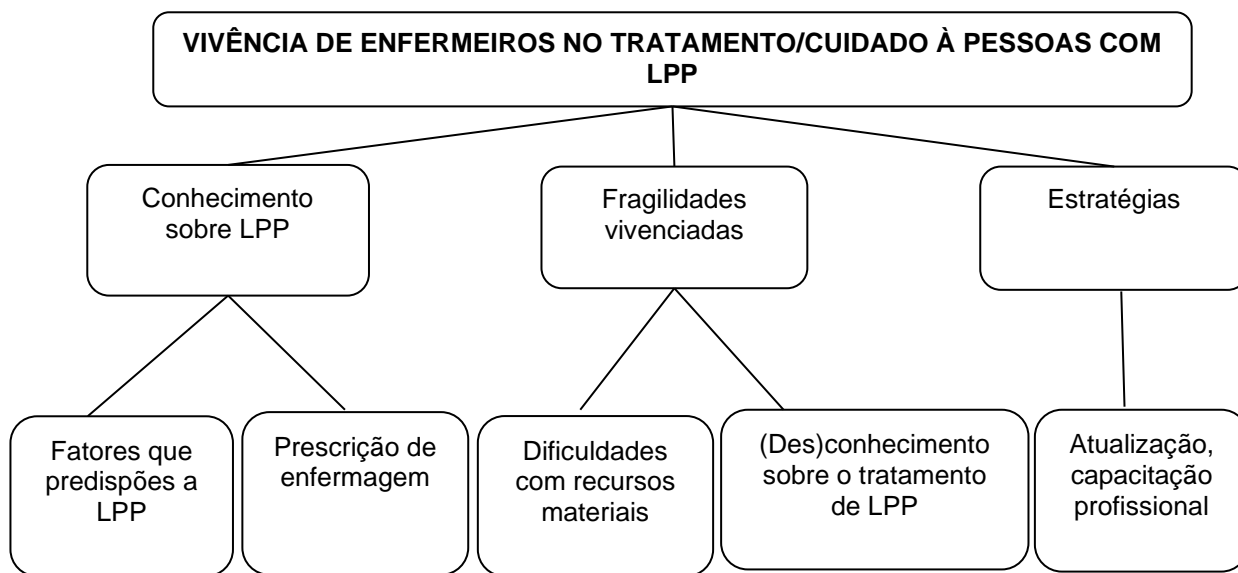 VIVÊNCIA DE ENFERMEIROS NO TRATAMENTO/CUIDADO À PESSOAS COM
LPP
Conhecimento
sobre LPP
Fragilidades
vivenciadas
Estratégias
Fatores que
predispões a
LPP
Prescrição de
enfermagem
Dificuldades
com recursos
materiais
(Des)conhecimento
sobre o tratamento
de LPP
Atualização,
capacitação
profissional